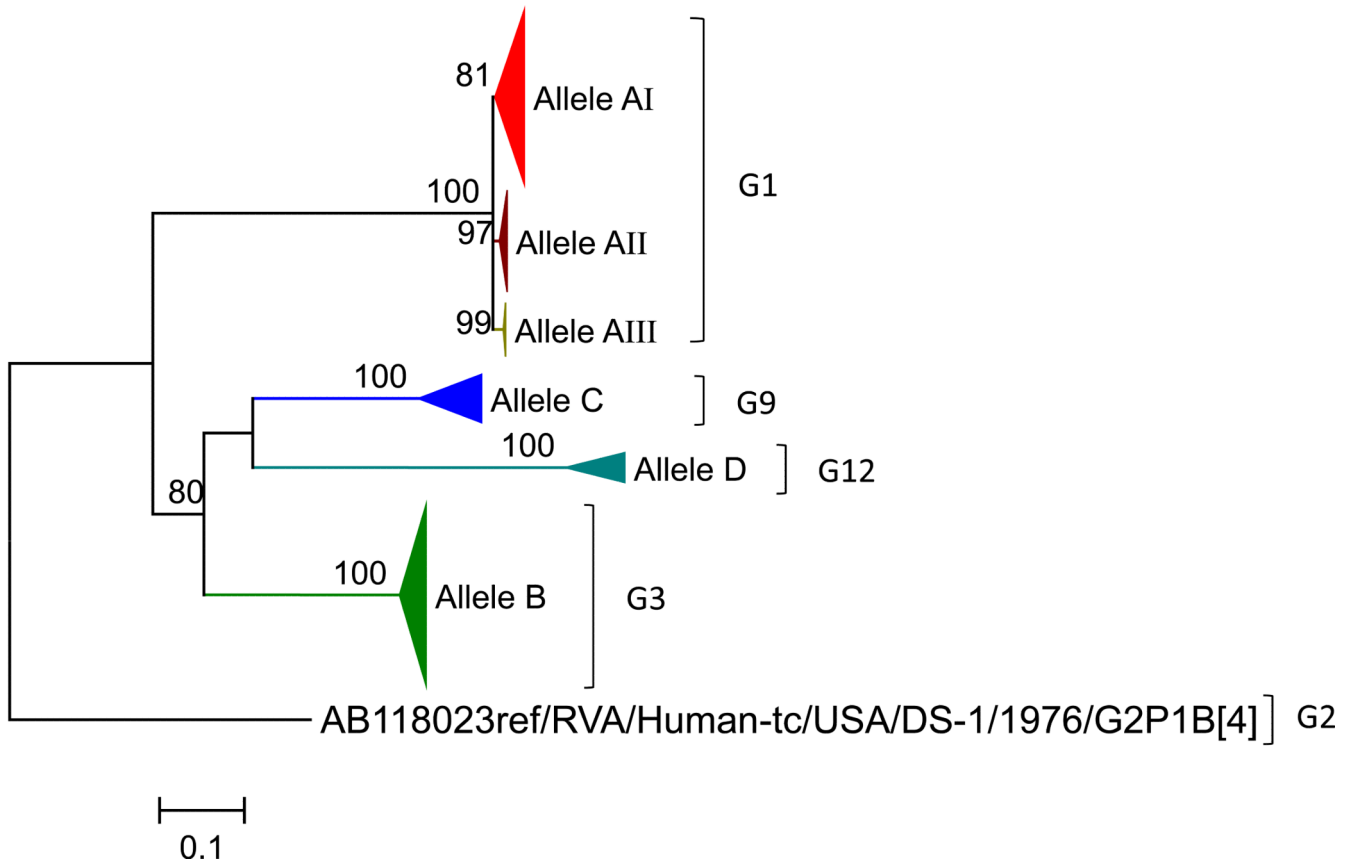 81
Allele AI
G1
100
97
Allele AII
99
Allele AIII
100
Allele C
G9
100
Allele D
G12
80
100
Allele B
G3
AB118023ref/RVA/Human-tc/USA/DS-1/1976/G2P1B[4]
G2
0.1